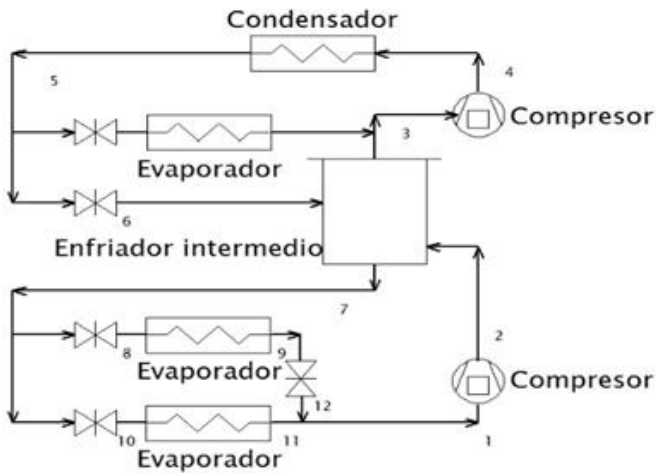 Condensador
5
4
Compresor
3
Evaporador
6
Enfriador intermedio
7
2
8
9
Evaporador
Compresor
12
10
11
1
Evaporador